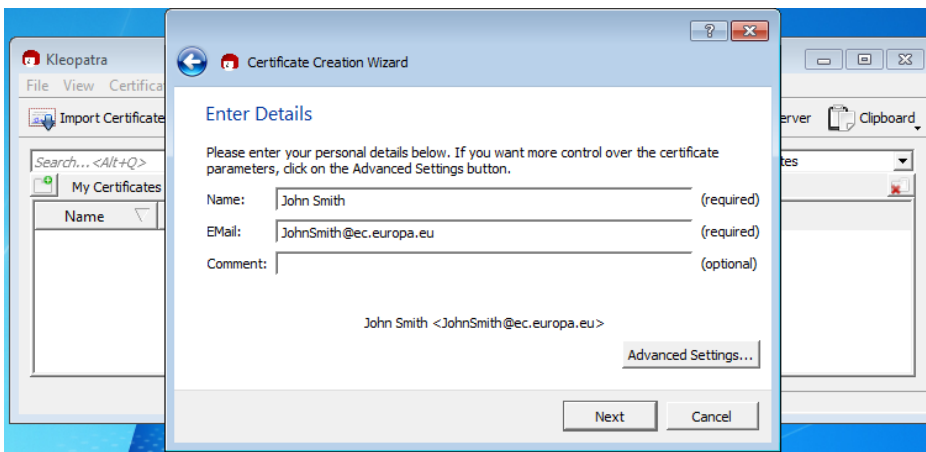 Kleopatra
File View Certifica
Import Certificate
Search...<Alt+Q>
My Certificates
Name
Certificate Creation Wizard
Enter Details
Please enter your personal details below. If you want more control over the certificate
parameters, click on the Advanced Settings button.
Name: John Smith (required)
EMail: JohnSmith@ec.europa.eu (required)
Comment: (optional)
John Smith <JohnSmith@ec.europa.eu>
Advanced Settings...
Next Cancel
erver Clipboard
tes